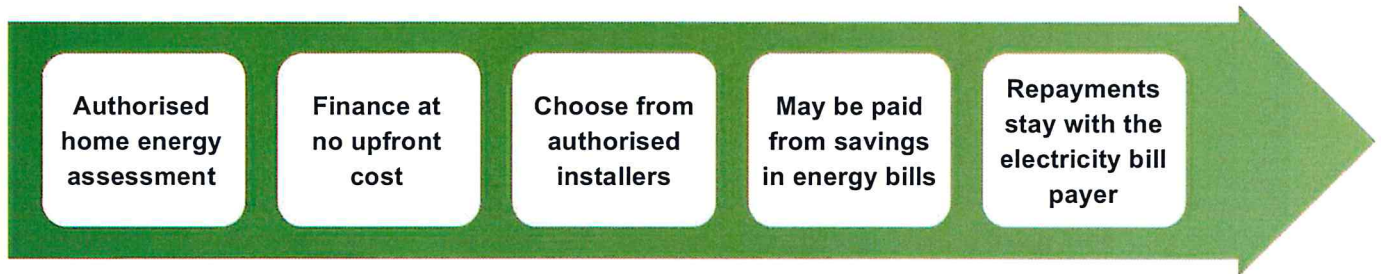 Authorised
home energy
assessment
Finance at
no upfront
cost
Choose from
authorised
installers
May be paid
from savings
in energy bills
Repayments
stay with the
electricity bill
payer